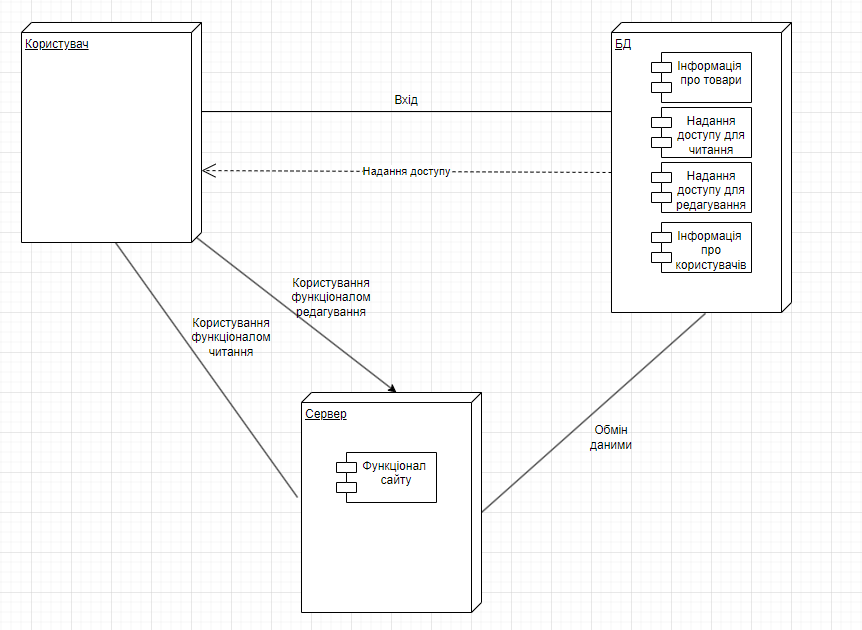 Користувач
БД
Інформація
про товари
Вхід
Надання
доступу для
читання
Надання доступу
Надання
доступу для
редагування
Інформація
про
користувачів
Користування
функціоналом
редагування
Користування
функціоналом
читання
Сервер
Обмін
даними
Функціонал
сайту